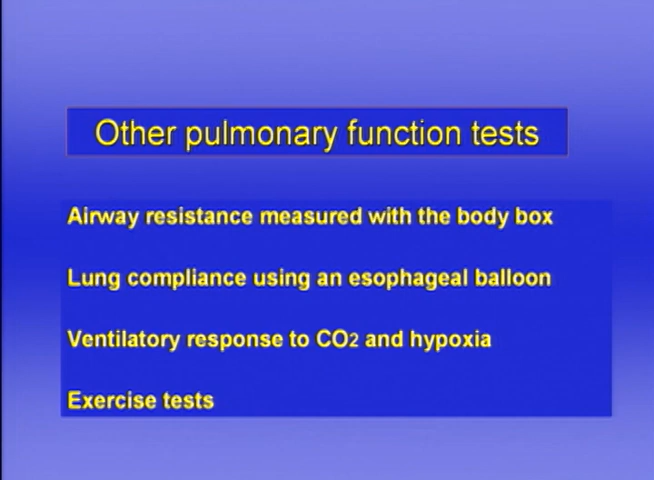 Other pulmonary function tests
Airway resistance measured with the body box
Lung compliance using an esophageal balloon
Ventilatory response to CO2 and hypoxia
Exercise tests